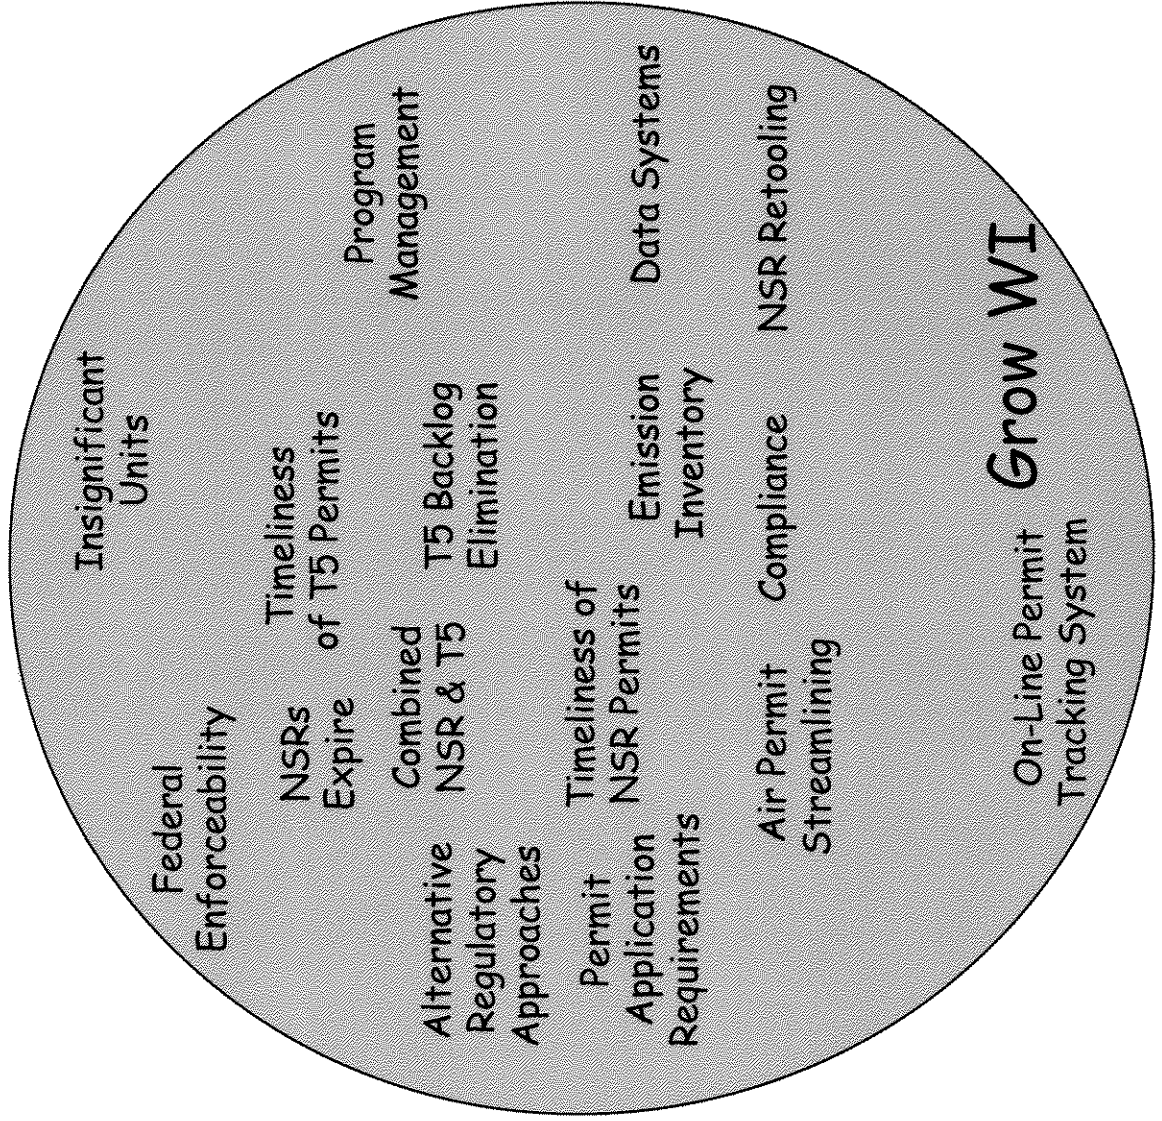 Insignificant
Units
Federal
Enforceability
NSRs
Expire
Timeliness
of T5 Permits
Program
Management
Alternative
Regulatory
Approaches
Combined
NSR & T5
T5 Backlog
Elimination
Permit
Application
Requirements
Timeliness of
NSR Permits
Emission
Inventory
Data Systems
Air Permit
Streamlining
Compliance
NSR Retooling
On-Line Permit
Tracking System
Grow WI